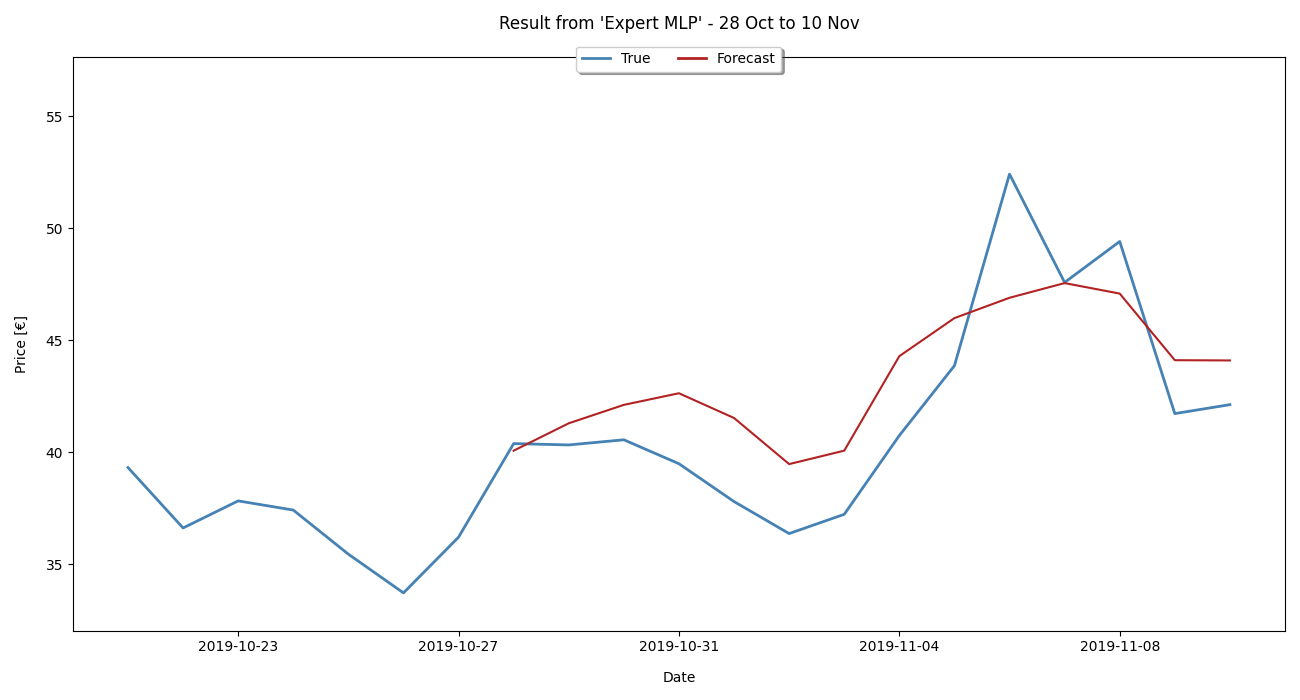 Result from 'Expert MLP' - 28 Oct to 10 Nov
True Forecast
55
50
45
40
35
Price [€]
2019-10-23 2019-10-27 2019-10-31 2019-11-04 2019-11-08
Date